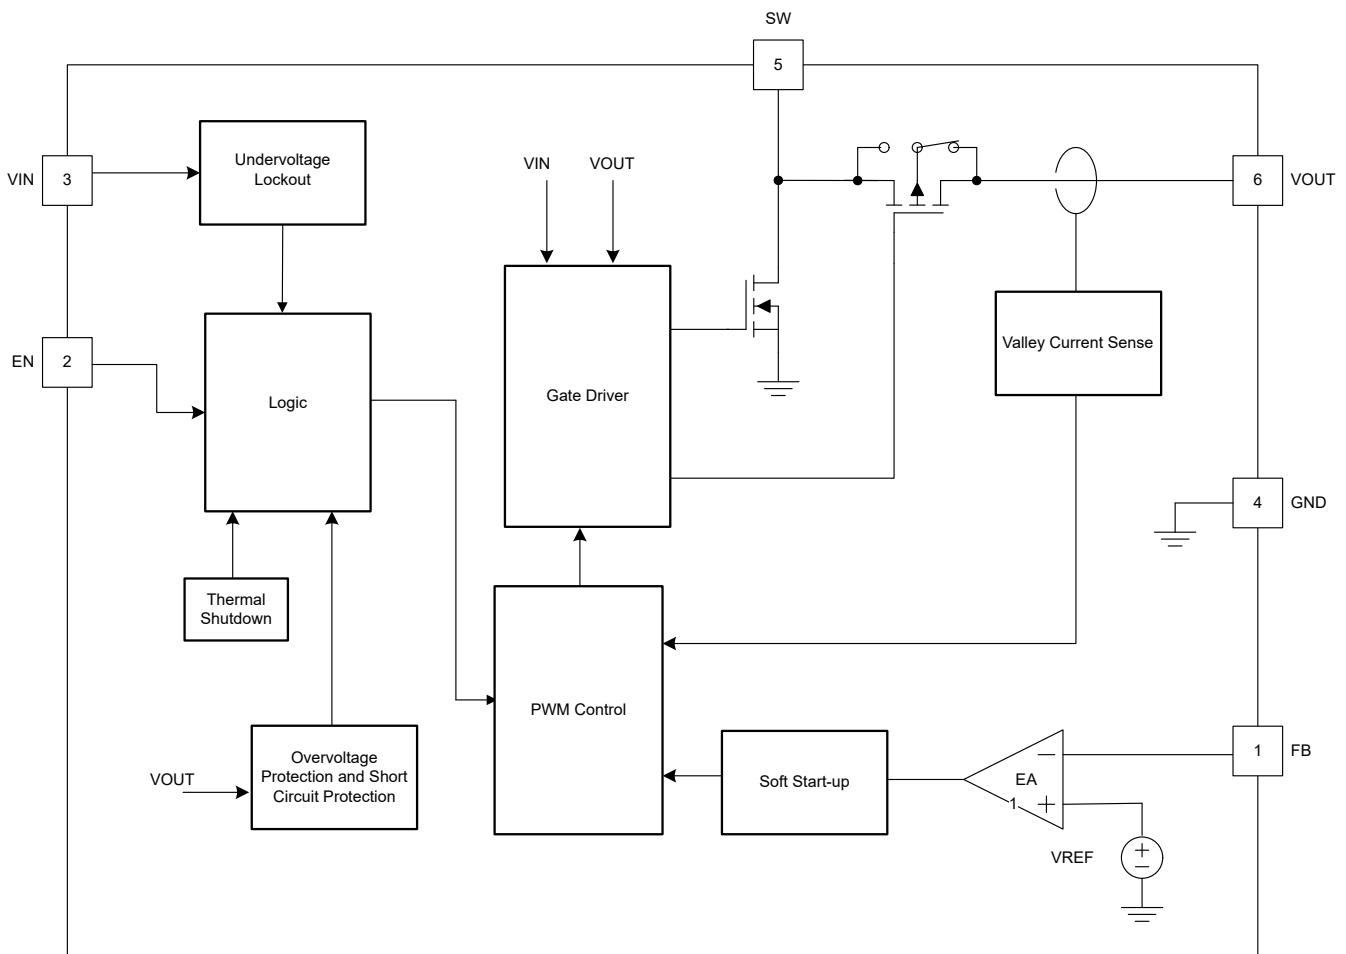 SW
5
VIN
3
Undervoltage
Lockout
VIN
VOUT
6
VOUT
EN
2
Logic
Gate Driver
Valley Current Sense
4
GND
Thermal
Shutdown
PWM Control
VOUT
Overvoltage
Protection and Short
Circuit Protection
Soft Start-up
EA
1
1
FB
VREF